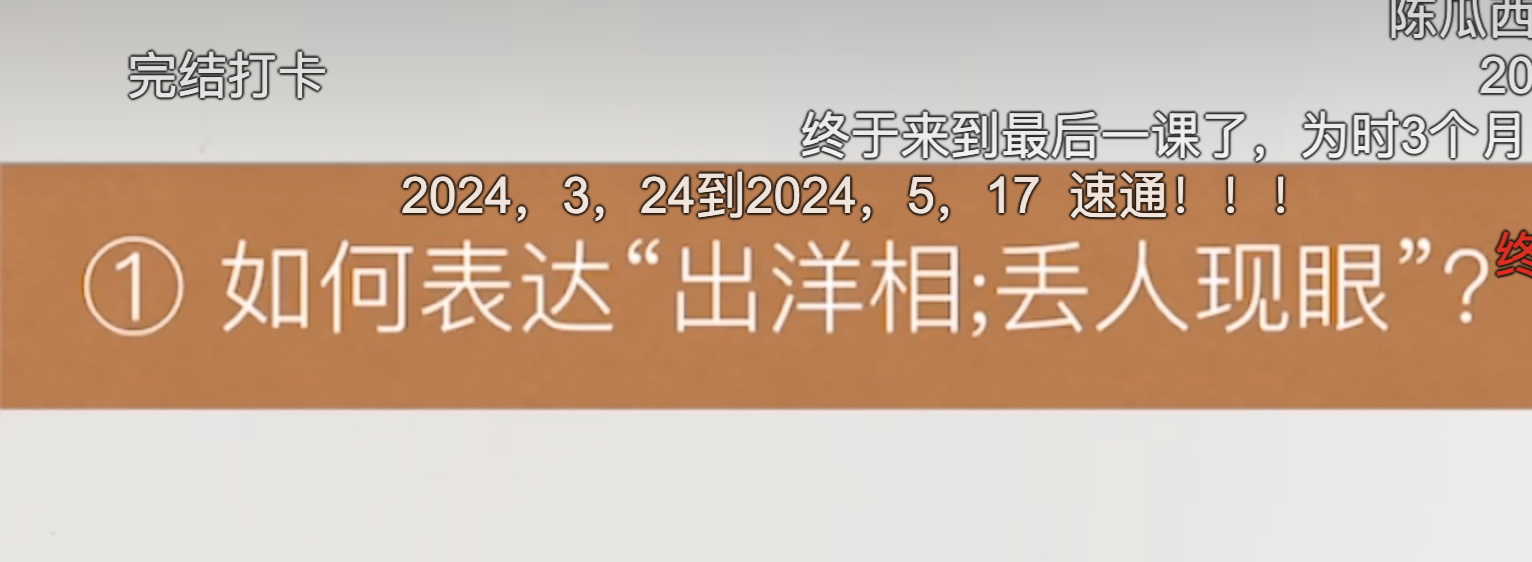 陈瓜西
完结打卡
20
终于来到最后一课了，为时3个月
2024，3，24到2024，5，17 速通！！！
① 如何表达“出洋相;丢人现眼”?
终